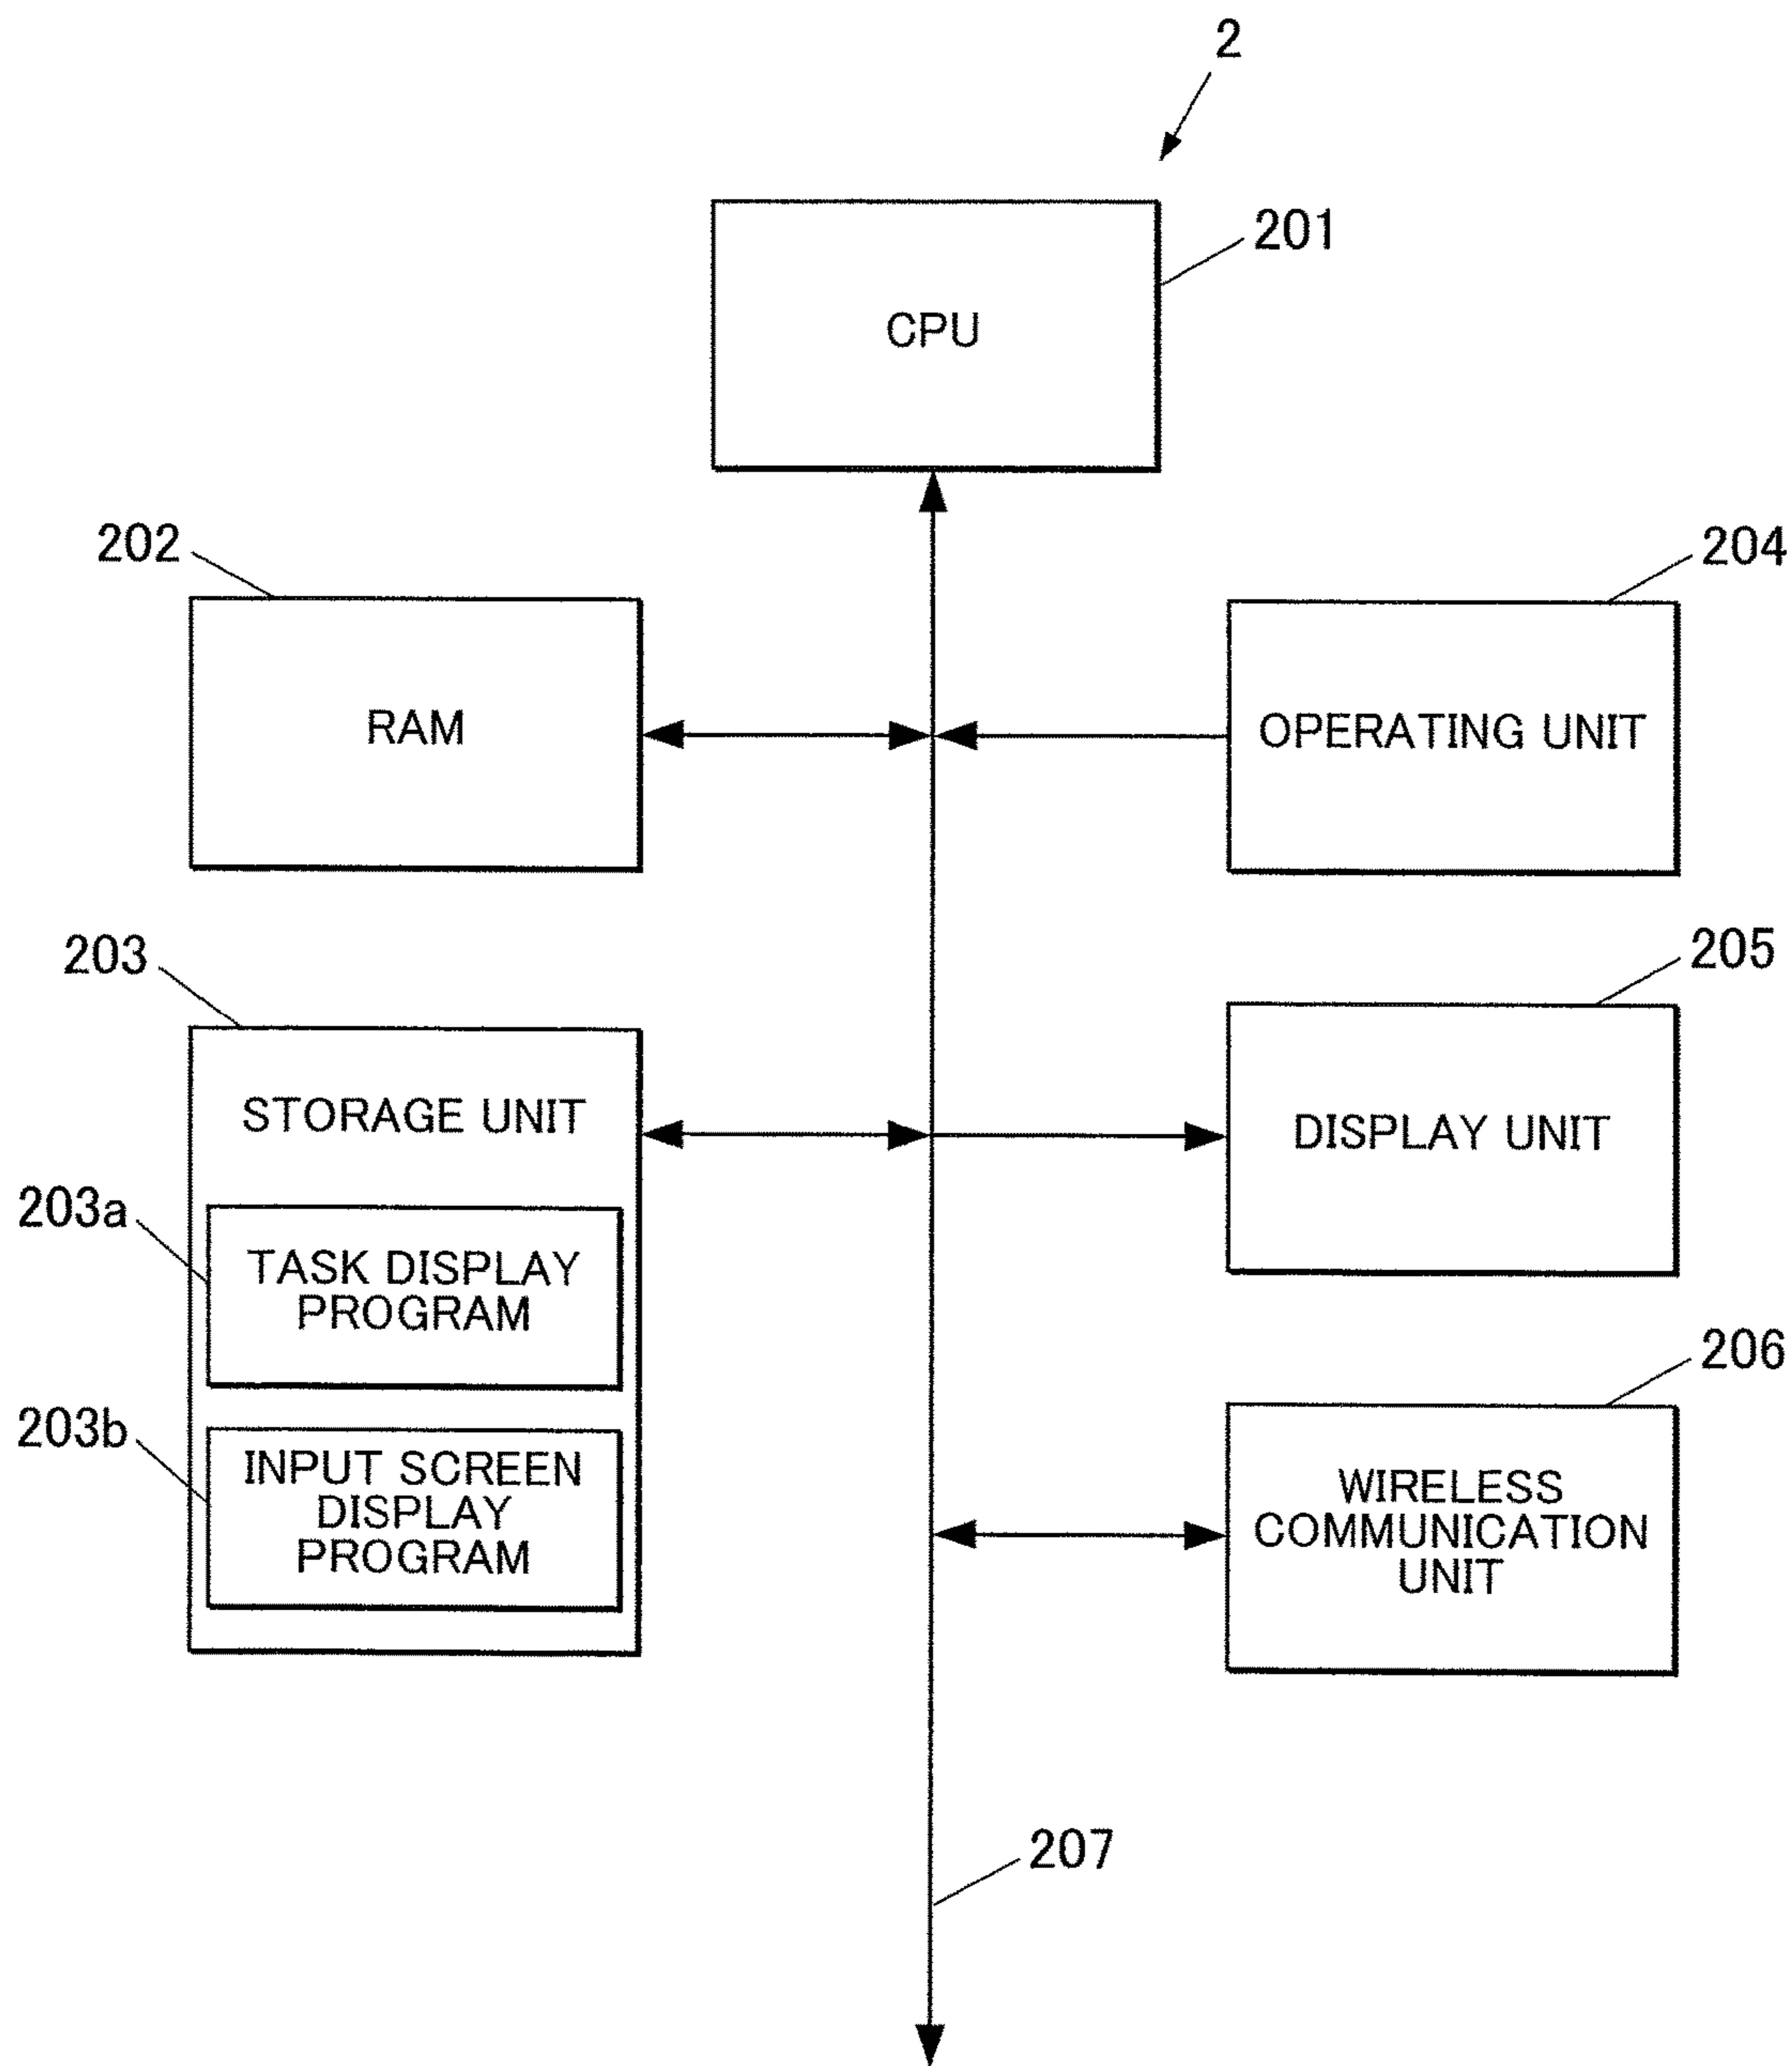 2
201
CPU
202
204
RAM
OPERATING UNIT
203
205
STORAGE UNIT
DISPLAY UNIT
203a
TASK DISPLAY
PROGRAM
206
203b
INPUT SCREEN
DISPLAY
PROGRAM
WIRELESS
COMMUNICATION
UNIT
207